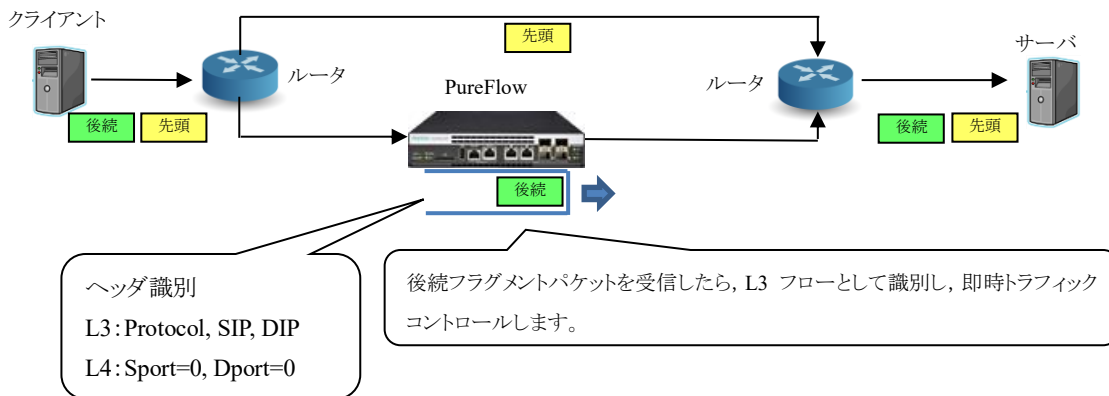 クライアント
先頭
サーバ
ルータ
PureFlow
ルータ
後続 先頭
後続 先頭
後続
ヘッダ識別
L3：Protocol, SIP, DIP
L4：Sport=0, Dport=0
後続フラグメントパケットを受信したら, L3 フローとして識別し, 即時トラフィック
コントロールします。